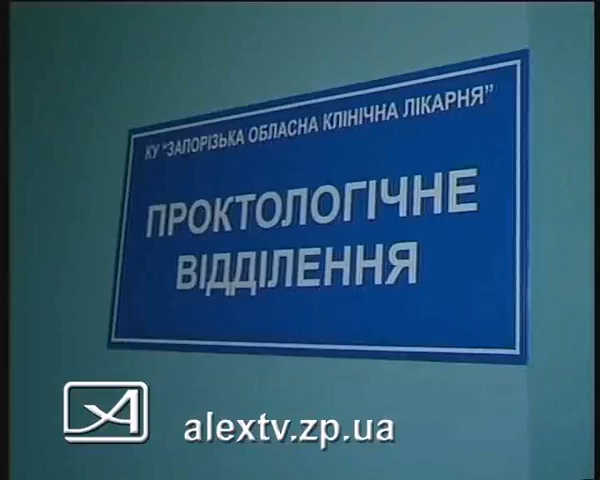 КУ "ЗАПОРІЗЬКА ОБЛАСНА КЛІНІЧНА ЛІКАРНЯ"
ПРОКТОЛОГІЧНЕ
ВІДДІЛЕННЯ
alextv.zp.ua